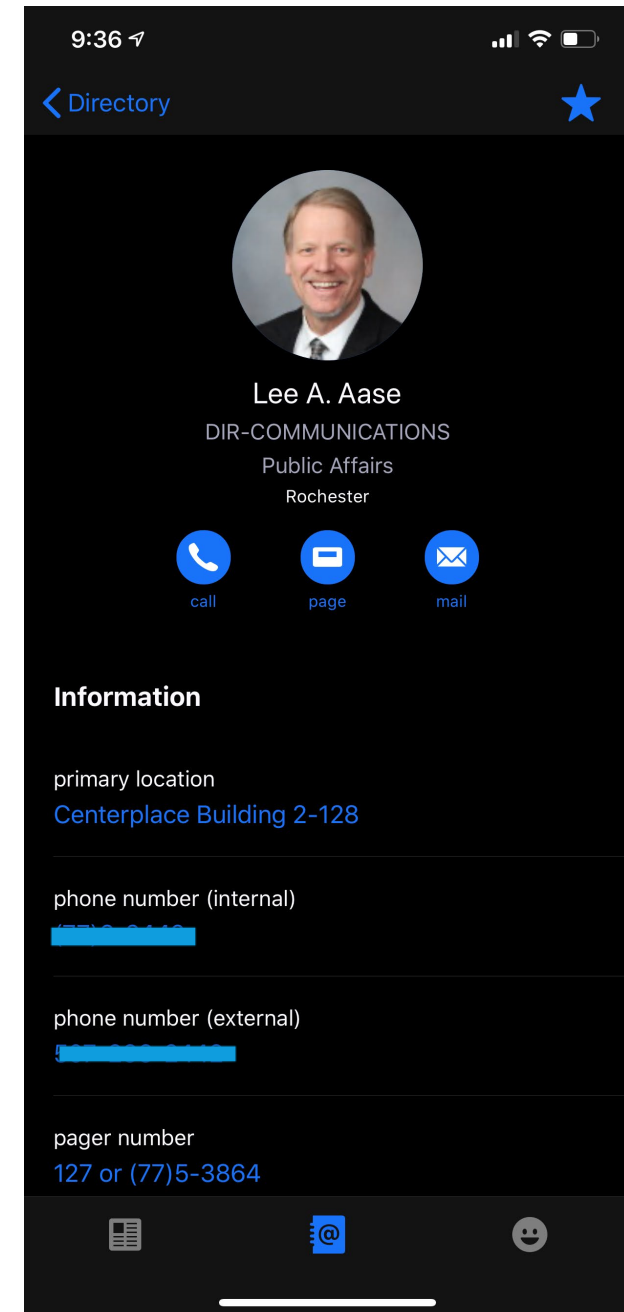 9:36
Directory
Lee A. Aase
DIR-COMMUNICATIONS
Public Affairs
Rochester
call
page
mail
Information
primary location
Centerplace Building 2-128
phone number (internal)
phone number (external)
pager number
127 or (77)5-3864
@